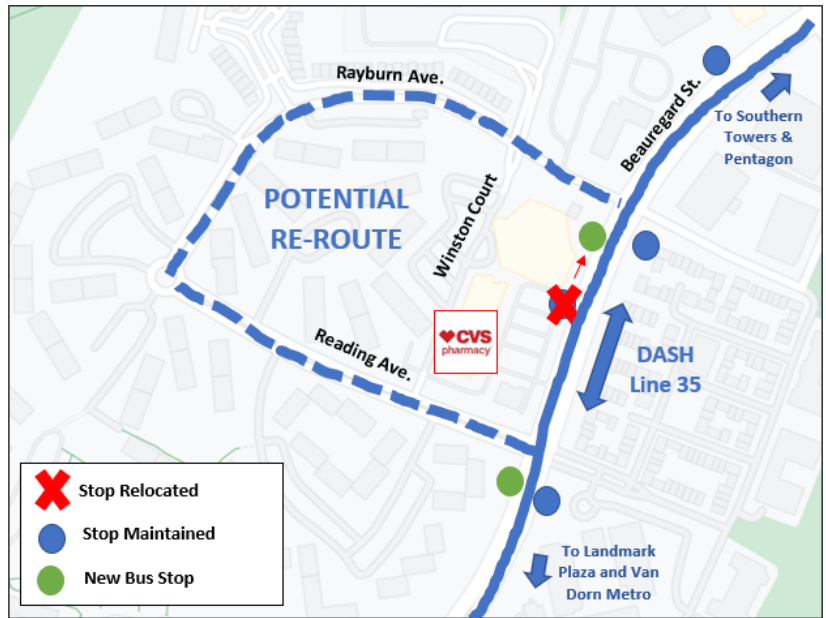 Rayburn Ave.
Beauregard St.
To Southern
Towers &
Pentagon
POTENTIAL
RE-ROUTE
Winston Court
CVS
pharmacy
Reading Ave.
DASH
Line 35
Stop Relocated
Stop Maintained
New Bus Stop
To Landmark
Plaza and Van
Dorn Metro